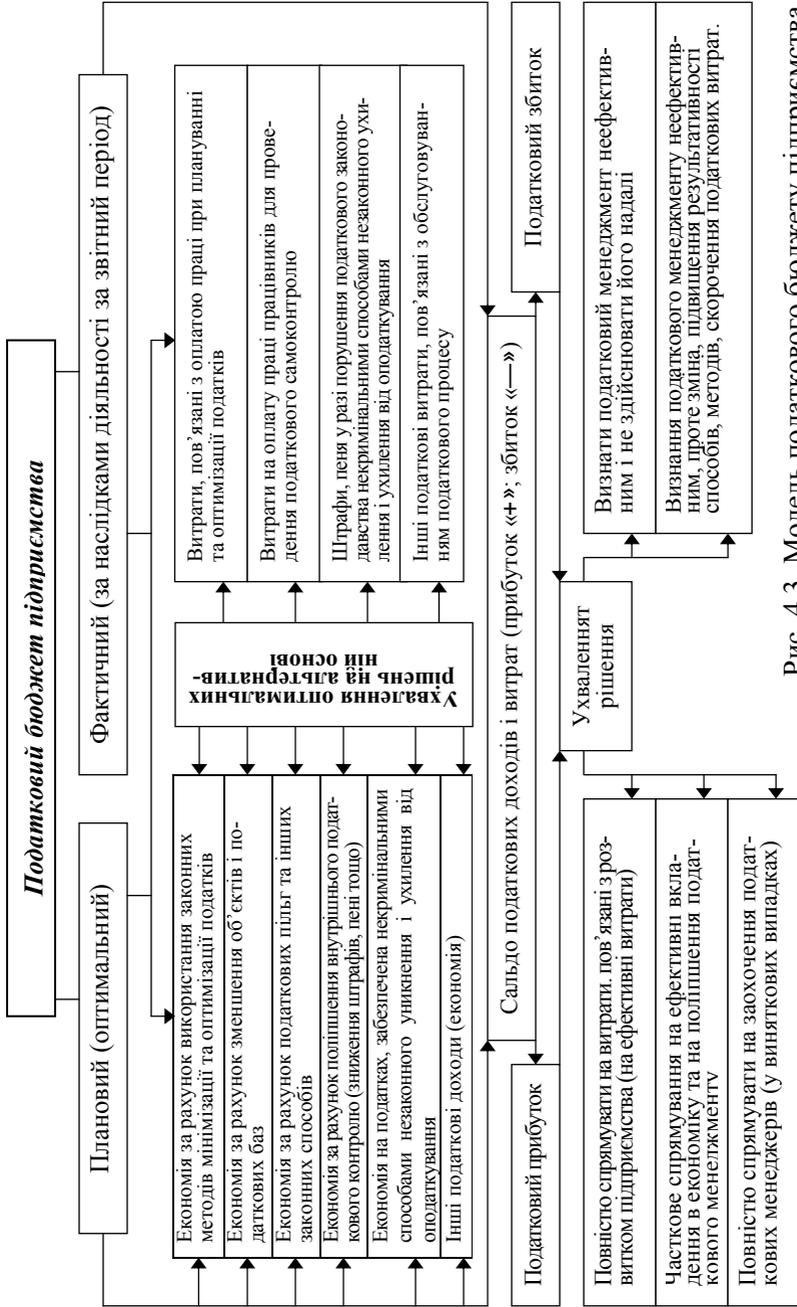 Податковий бюджет підприємства
Плановий (оптимальний)
Фактичний (за наслідками діяльності за звітний період)
Економія за рахунок використання законних
методів мінімізації та оптимізації податків
Економія за рахунок зменшення об’єктів і по-
даткових баз
Економія за рахунок податкових пільг та інших
законних способів
Економія за рахунок поліпшення внутрішнього подат-
кового контролю (зниження штрафів, пені тощо)
Економія на податках, забезпечена некримінальними
способами незаконного уникнення і ухилення від
оподаткування
Інші податкові доходи (економія)
Ухвалення оптимальних
рішень на альтернатив-
ній основі
Витрати, пов’язані з оплатою праці при плануванні
та оптимізації податків
Витрати на оплату праці працівників для прове-
дення податкового самоконтролю
Штрафи, пеня у разі порушення податкового законо-
давства некримінальними способами незаконного ухи-
лення і ухилення від оподаткування
Інші податкові витрати, пов’язані з обслуговуван-
ням податкового процесу
Сальдо податкових доходів і витрат (прибуток «+»; збиток «—»)
Податковий прибуток
Податковий збиток
Ухваленнят
рішення
Повністю спрямувати на витрати. пов’язані з роз-
витком підприємства (на ефективні витрати)
Часткове спрямування на ефективні вкла-
дення в економіку та на поліпшення подат-
кового менеджменту
Повністю спрямувати на заохочення подат-
кових менеджерів (у виняткових випадках)
Визнати податковий менеджмент неефектив-
ним і не здійснювати його надалі
Визнання податкового менеджменту неефектив-
ним, проте зміна, підвищення результативності
способів, методів, скорочення податкових витрат.
Рис. 4.3. Модель податкового бюджету підприємства